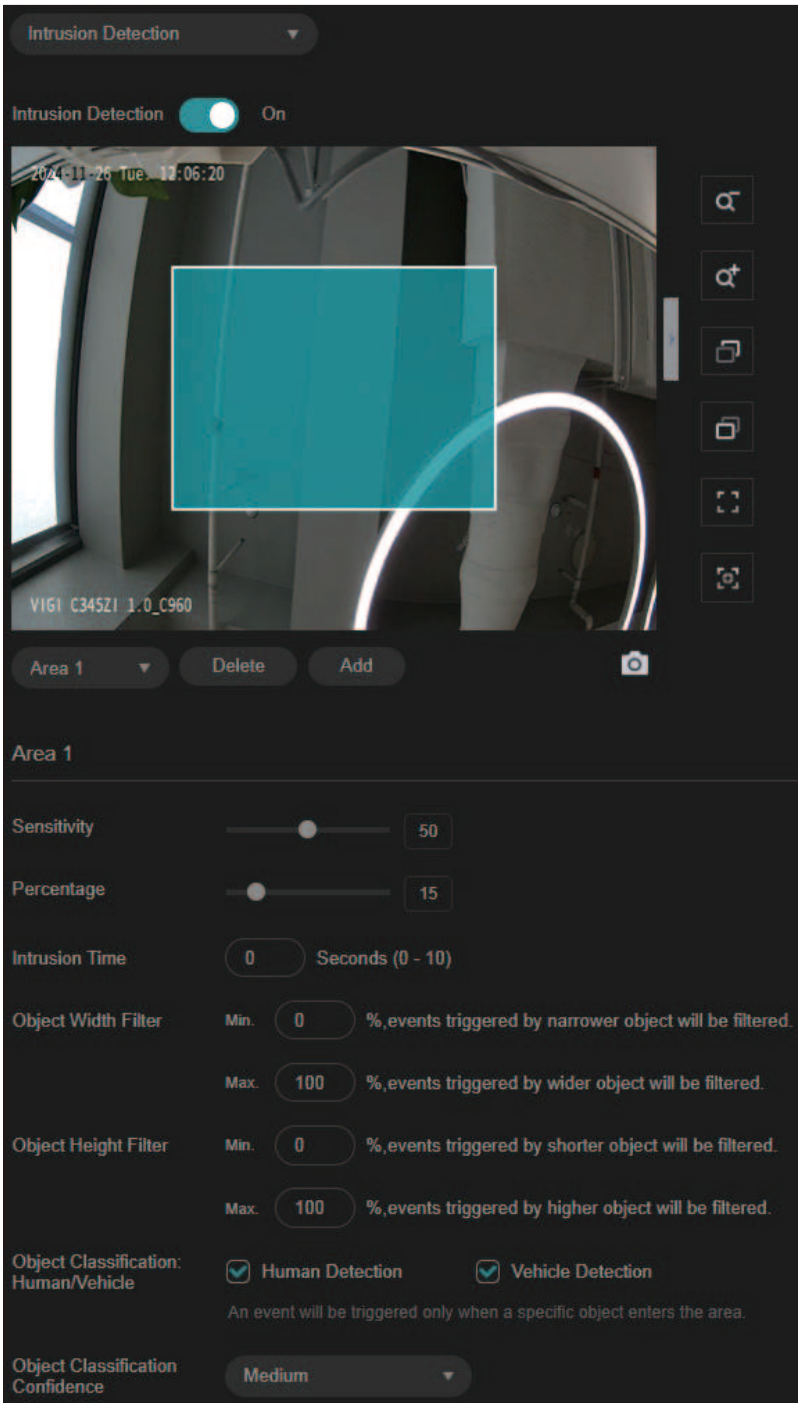 Intrusion Detection
Intrusion Detection On
2024-11-26 Tue. 12:06:20
VIGI C345ZI 1.0_C960
Area 1 Delete Add
Area 1
Sensitivity 50
Percentage 15
Intrusion Time 0 Seconds (0 - 10)
Object Width Filter Min. 0 %,events triggered by narrower object will be filtered.
Max. 100 %,events triggered by wider object will be filtered.
Object Height Filter Min. 0 %,events triggered by shorter object will be filtered.
Max. 100 %,events triggered by higher object will be filtered.
Object Classification:
Human/Vehicle Human Detection Vehicle Detection
An event will be triggered only when a specific object enters the area.
Object Classification
Confidence Medium